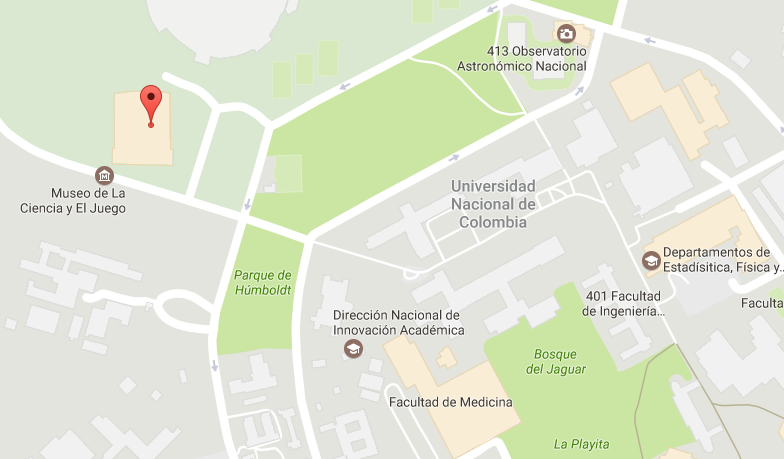 413 Observatorio
Astronómico Nacional
Museo de La
Ciencia y El Juego
Universidad
Nacional de
Colombia
Parque de
Húmboldt
Departamentos de
Estadísitica, Física y...
401 Facultad
de Ingeniería...
Faculta
Dirección Nacional de
Innovación Académica
Bosque
del Jaguar
Facultad de Medicina
La Playita